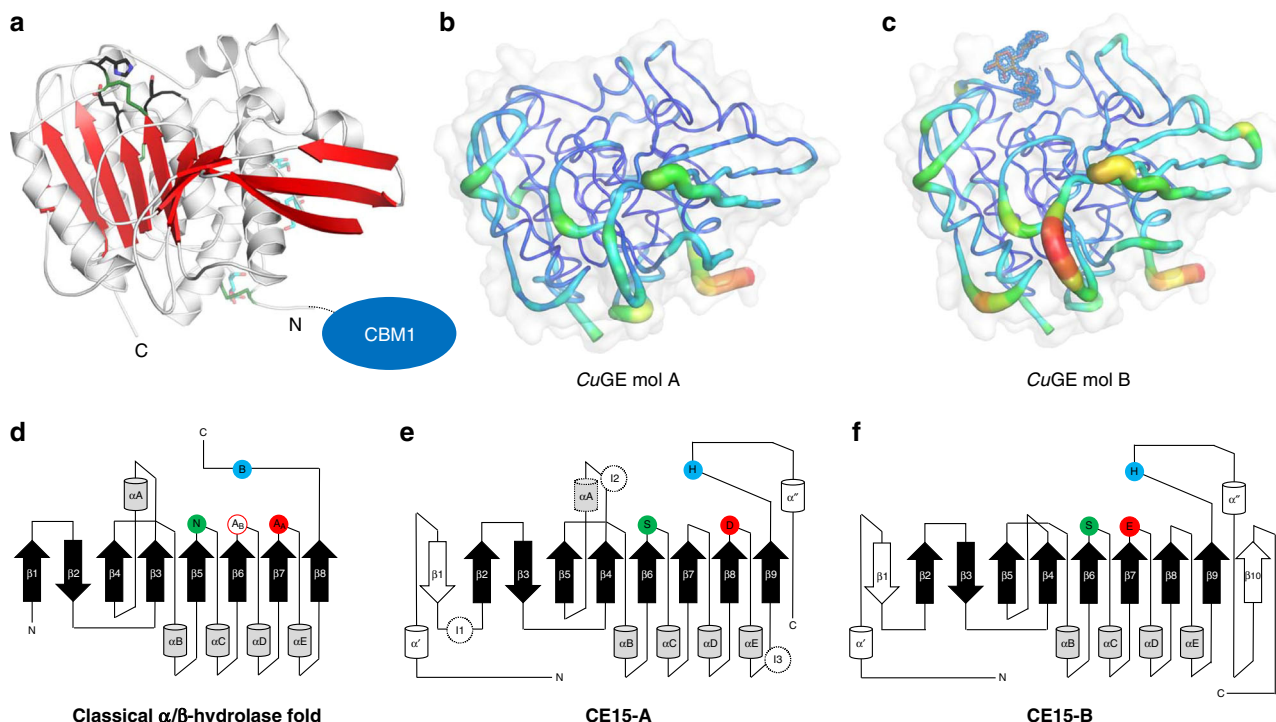 a
b
c
N
C
CBM1
CuGE mol A
CuGE mol B
d
e
f
C
B
αA
N
A_B
A_A
β1
β2
β4
β3
β5
β6
β7
β8
N
αB
αC
αD
αE
Classical α/β-hydrolase fold
H
I2
αA
α″
S
D
β1
β2
β3
β5
β4
β6
β7
β8
β9
I1
C
α′
αB
αC
αD
αE
I3
N
CE15-A
H
α″
S
E
β1
β2
β3
β5
β4
β6
β7
β8
β9
β10
α′
αB
αC
αD
αE
N
C
CE15-B